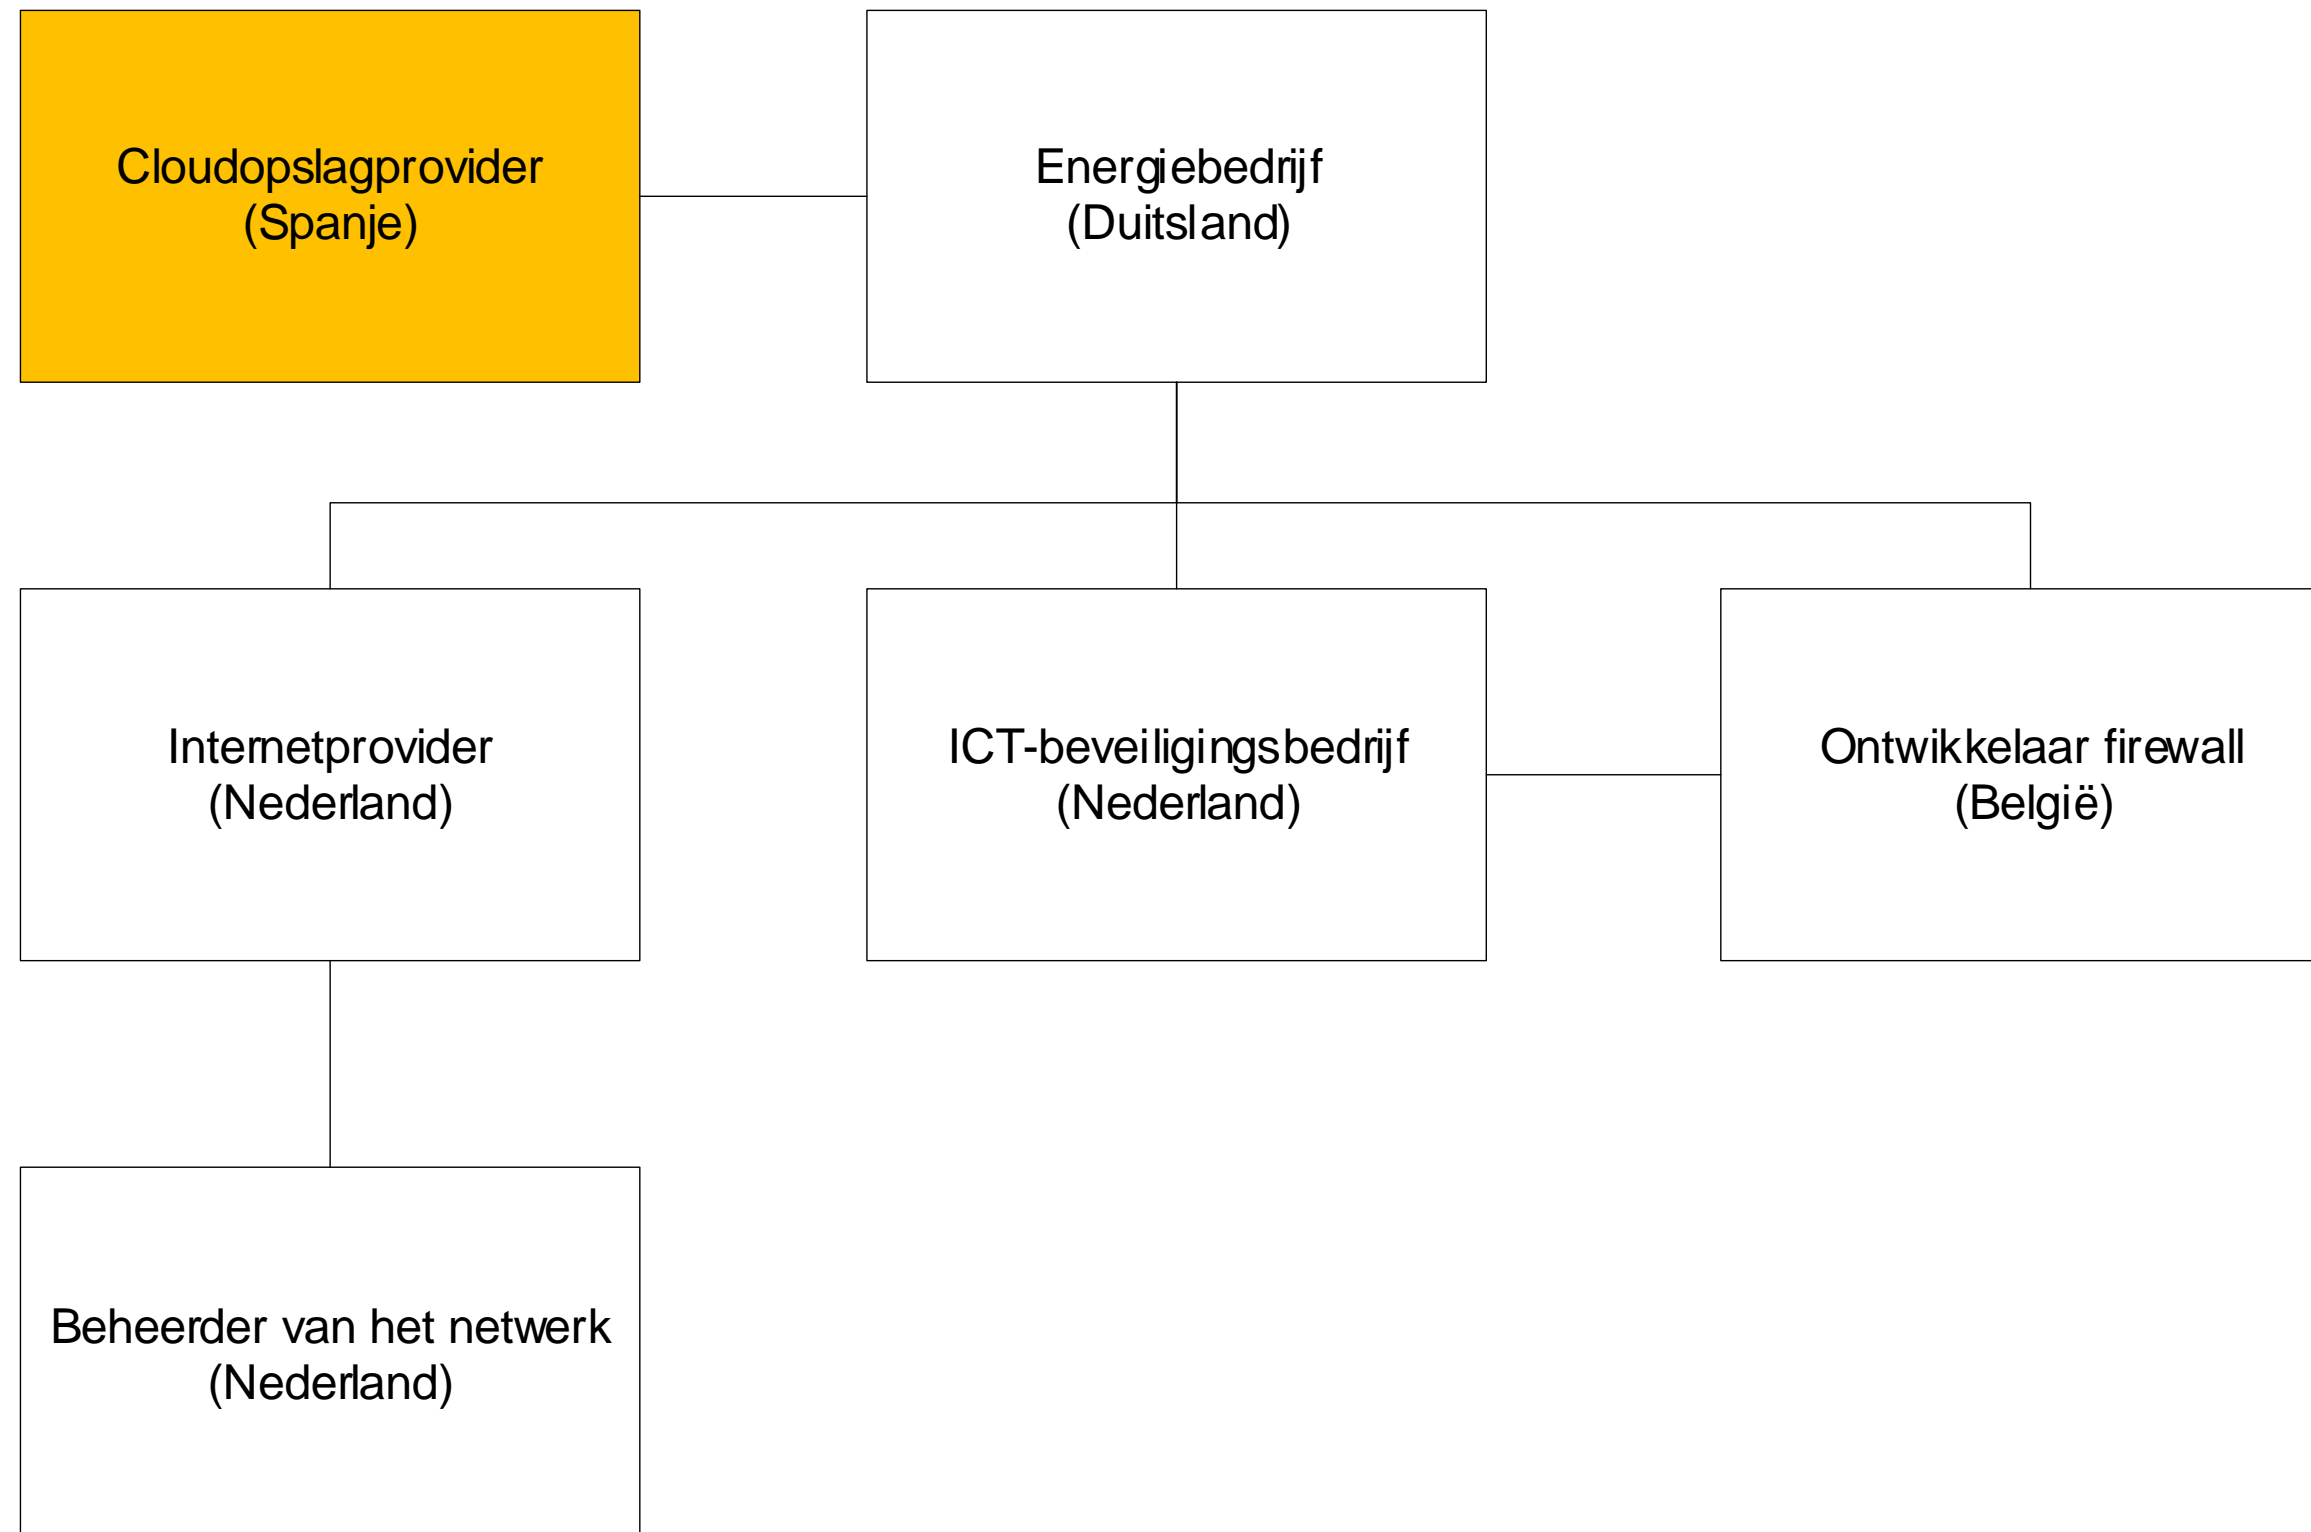 Cloudopslagprovider
(Spanje)
Energiebedrijf
(Duitsland)
Internetprovider
(Nederland)
ICT-beveiligingsbedrijf
(Nederland)
Ontwikkelaar firewall
(België)
Beheerder van het netwerk
(Nederland)